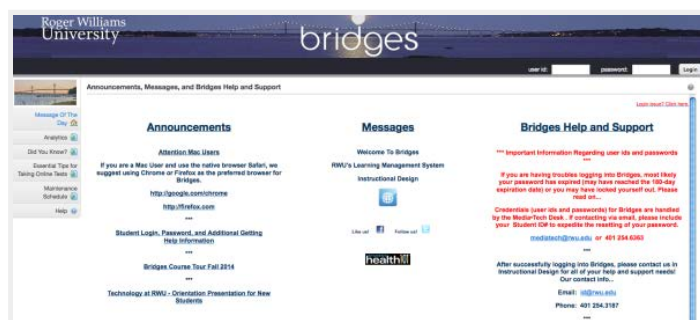 Roger Williams
University
bridges
user id:
password:
Login
Announcements, Messages, and Bridges Help and Support
Login issue? Click here
Message Of The
Day
Analytics
Did You Know?
Essential Tips for
Taking Online Tests
Maintenance
Schedule
Help
Announcements
Attention Mac Users
If you are a Mac User and use the native browser Safari, we
suggest using Chrome or Firefox as the preferred browser for
Bridges.
http://google.com/chrome
http://firefox.com
***
Student Login, Password, and Additional Getting
Help Information
***
Bridges Course Tour Fall 2014
***
Technology at RWU - Orientation Presentation for New
Students
Messages
Welcome To Bridges
RWU's Learning Management System
Instructional Design
Like us!
Follow us!
health
Bridges Help and Support
*** Important Information Regarding user ids and passwords
***
If you are having troubles logging into Bridges, most likely
your password has expired (may have reached the 180-day
expiration date) or you may have locked yourself out. Please
read on...
Credentials (user ids and passwords) for Bridges are handled
by the MediaTech Desk . If contacting via email, please include
your Student ID# to expedite the resetting of your password.
mediatech@rwu.edu or 401 254.6363
***
After successfully logging into Bridges, please contact us in
Instructional Design for all of your help and support needs!
Our contact info...
Email: id@rwu.edu
Phone: 401 254.3187
***